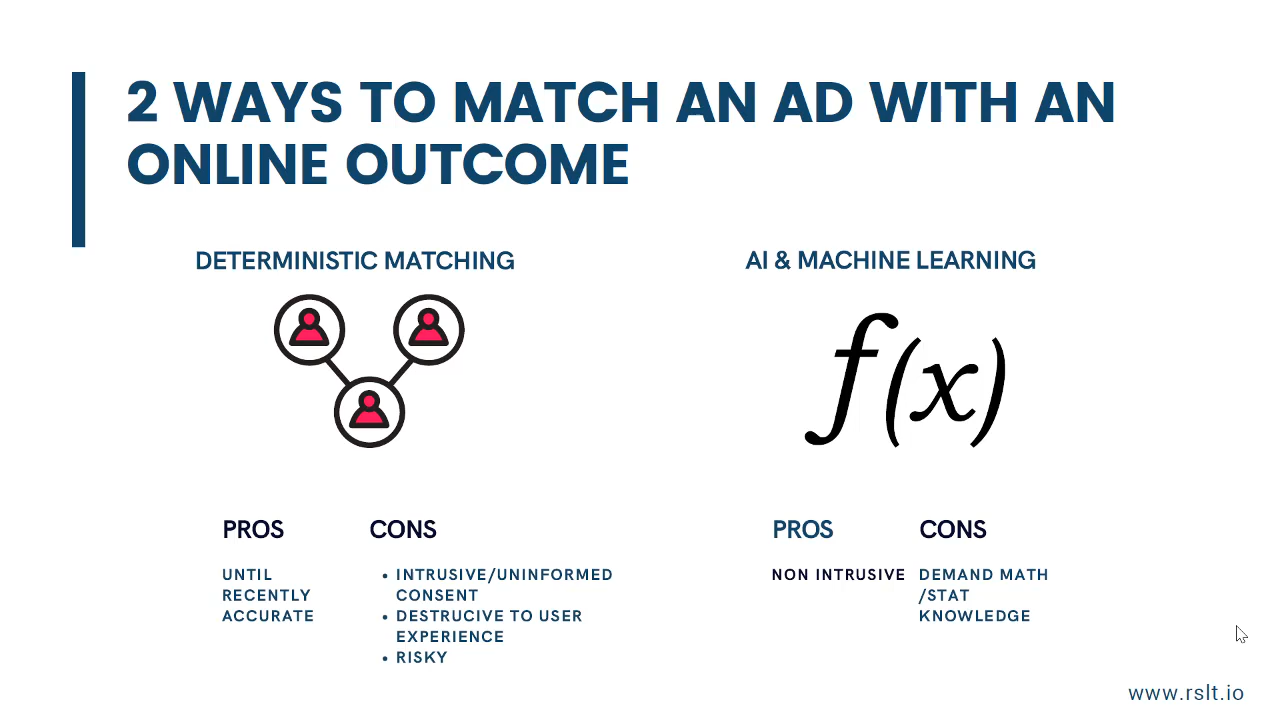 2 WAYS TO MATCH AN AD WITH AN
ONLINE OUTCOME
DETERMINISTIC MATCHING
PROS
UNTIL
RECENTLY
ACCURATE
CONS
• INTRUSIVE/UNINFORMED
CONSENT
• DESTRUCIVE TO USER
EXPERIENCE
• RISKY
AI & MACHINE LEARNING
f(x)
PROS
NON INTRUSIVE
CONS
DEMAND MATH
/STAT
KNOWLEDGE
www.rslt.io